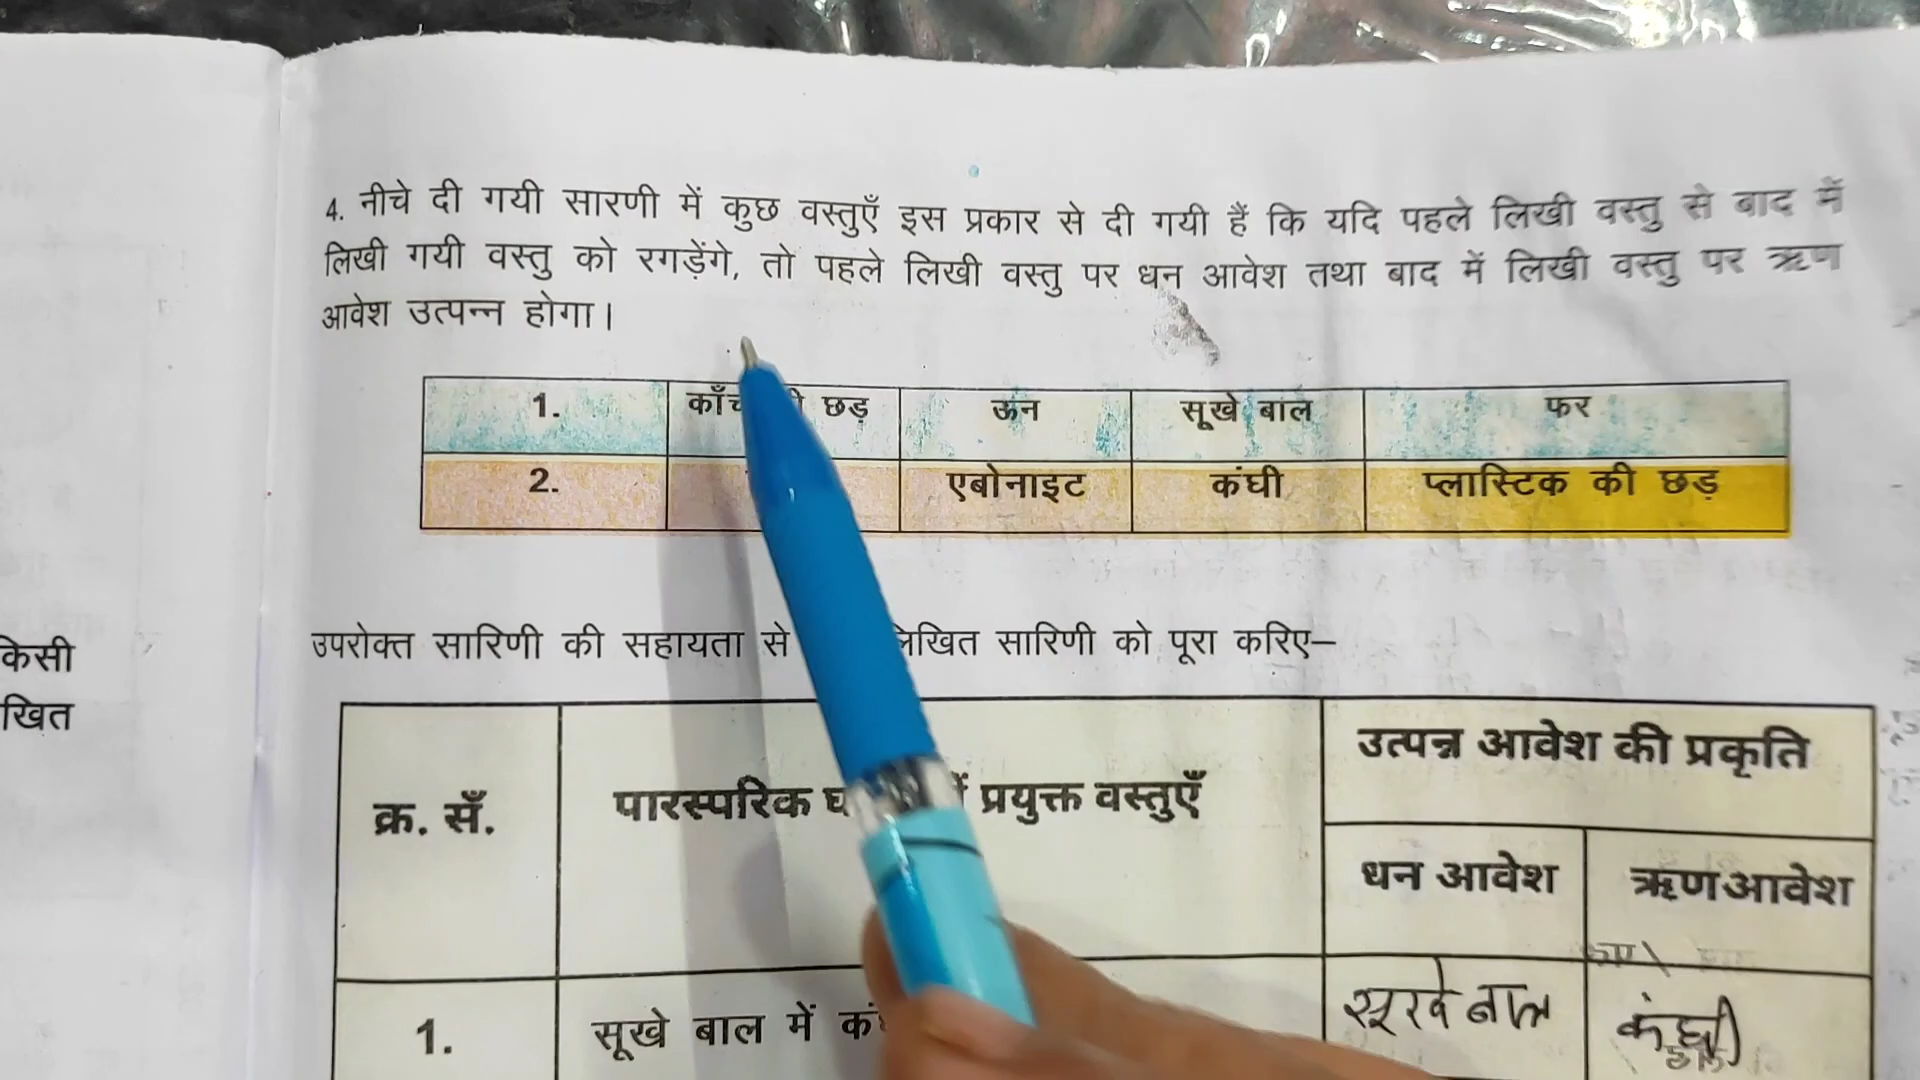 4. नीचे दी गयी सारणी में कुछ वस्तुएँ इस प्रकार से दी गयी हैं कि यदि पहले लिखी वस्तु से बाद में
लिखी गयी वस्तु को रगड़ेंगे, तो पहले लिखी वस्तु पर धन आवेश तथा बाद में लिखी वस्तु पर ऋण
आवेश उत्पन्न होगा।
1. छड़ ऊन सूखे बाल फर
2. एबोनाइट कंघी प्लास्टिक की छड़
उपरोक्त सारिणी की सहायता से सारिणी को पूरा करिए–
किसी
खित
क्र. सँ. पारस्परिक प्रयुक्त वस्तुएँ उत्पन्न आवेश की प्रकृति
धन आवेश ऋणआवेश
1. सूखे बाल में सूखे बाल कंघी